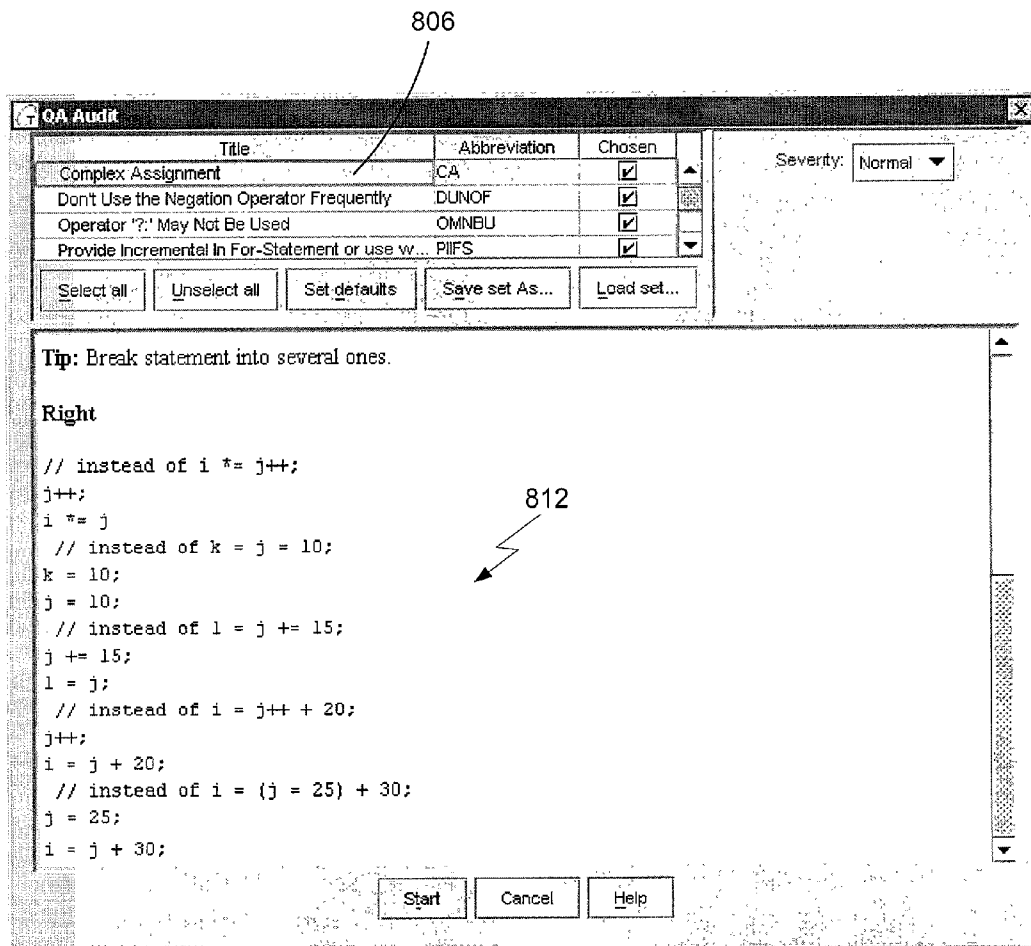 806
QA Audit
Title Abbreviation Chosen
Complex Assignment CA
Don't Use the Negation Operator Frequently DUNOF
Operator '?:' May Not Be Used OMNBU
Provide Incremental In For-Statement or use w... PIIFS
Severity: Normal
Select all Unselect all Set defaults Save set As... Load set...
Tip: Break statement into several ones.
Right
// instead of i *= j++;
j++;
i *= j
// instead of k = j = 10;
k = 10;
j = 10;
// instead of l = j += 15;
j += 15;
l = j;
// instead of i = j++ + 20;
j++;
i = j + 20;
// instead of i = (j = 25) + 30;
j = 25;
i = j + 30;
812
Start Cancel Help